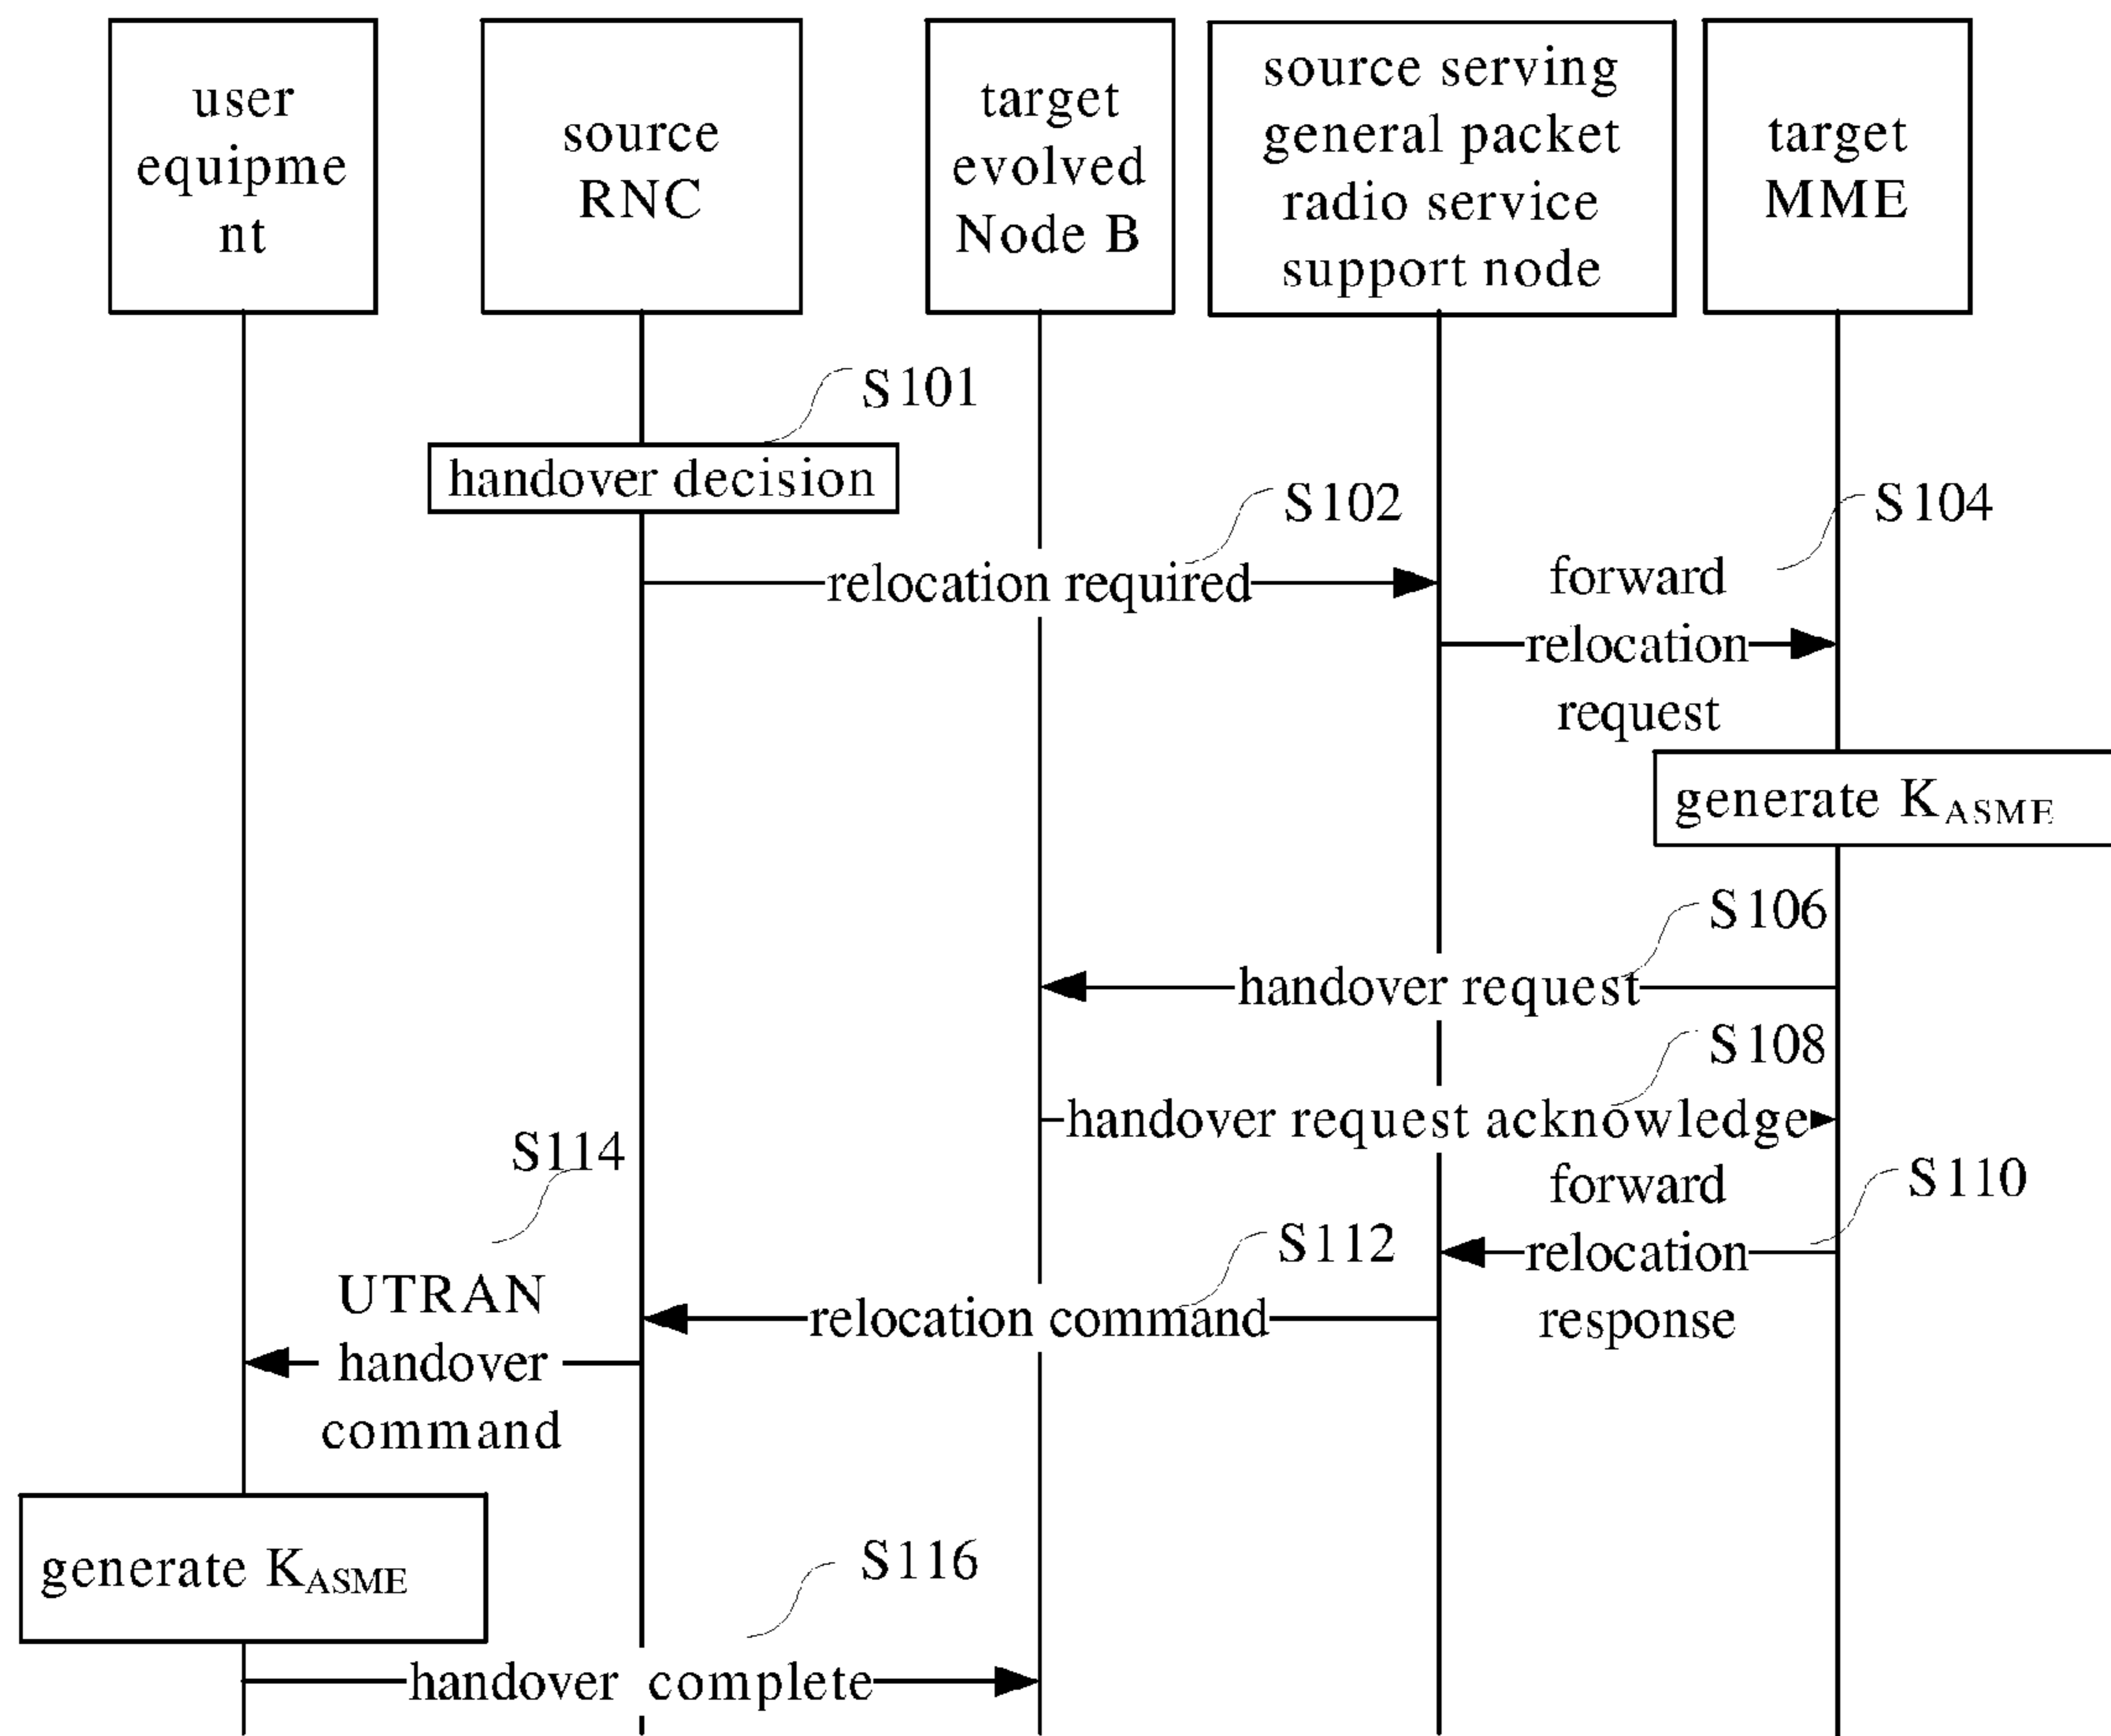 user
equipme
nt
source
RNC
target
evolved
Node B
source serving
general packet
radio service
support node
target
MME
S101
handover decision
S102
relocation required
S104
forward
relocation
request
generate KASME
S106
handover request
S108
handover request acknowledge
S110
forward
relocation
response
S112
relocation command
S114
UTRAN
handover
command
generate KASME
S116
handover complete